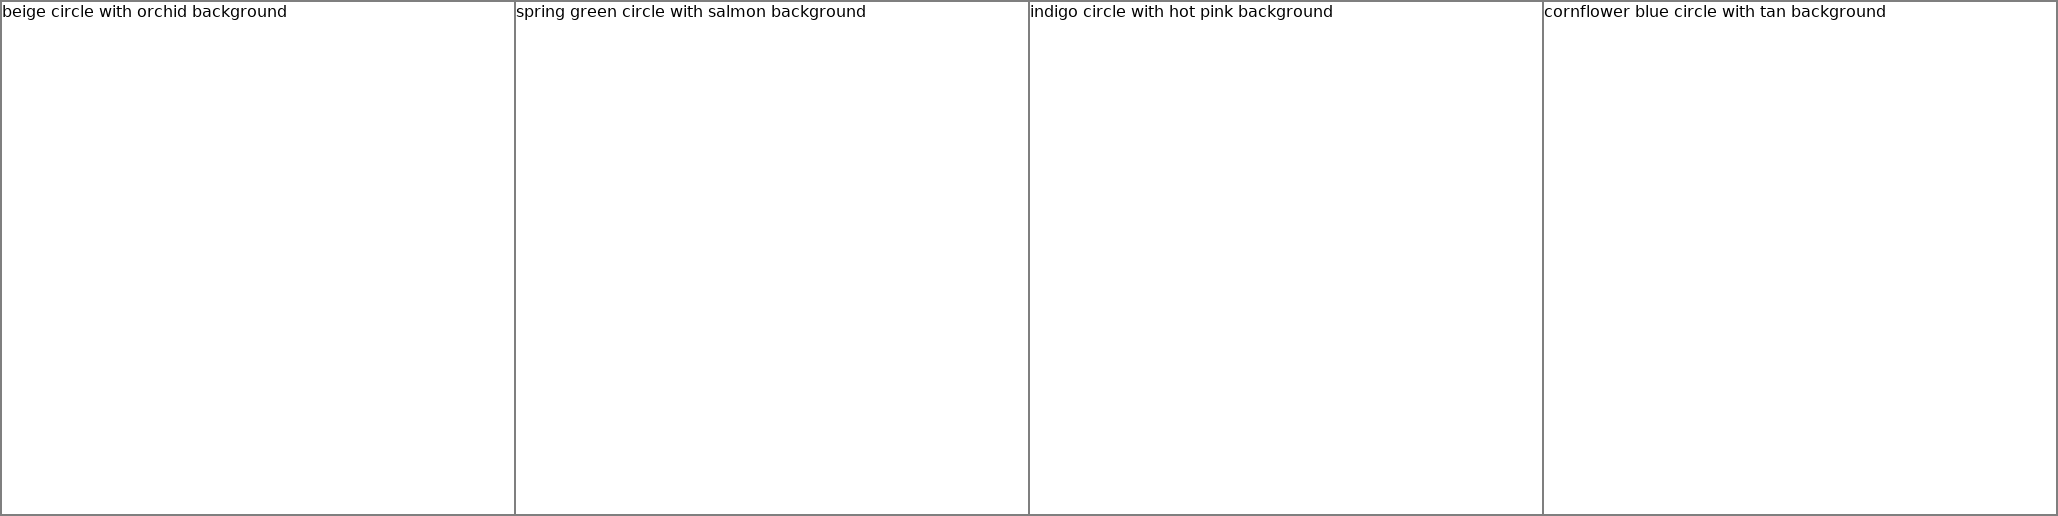 beige circle with orchid background
spring green circle with salmon background
indigo circle with hot pink background
cornflower blue circle with tan background